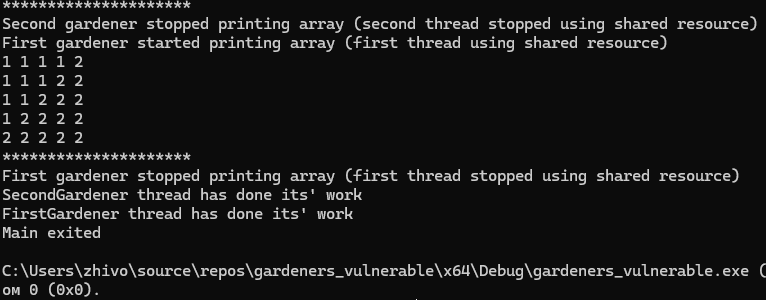 *********************
Second gardener stopped printing array (second thread stopped using shared resource)
First gardener started printing array (first thread using shared resource)
1 1 1 1 2
1 1 1 2 2
1 1 2 2 2
1 2 2 2 2
2 2 2 2 2
*********************
First gardener stopped printing array (first thread stopped using shared resource)
SecondGardener thread has done its' work
FirstGardener thread has done its' work
Main exited
C:\Users\zhivo\source\repos\gardeners_vulnerable\x64\Debug\gardeners_vulnerable.exe (
ом 0 (0x0).